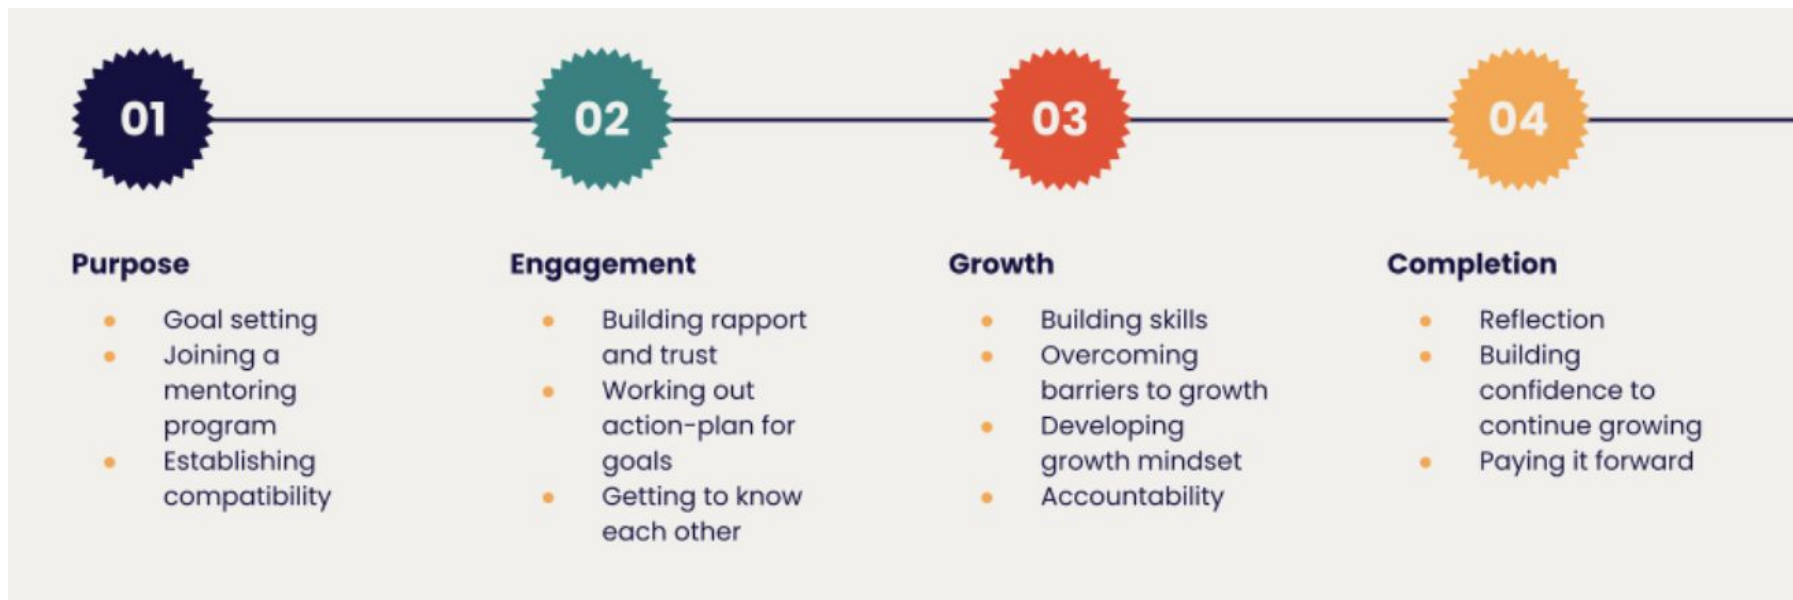 01
02
03
04
Purpose
Goal setting
Joining a
mentoring
program
Establishing
compatibility
Engagement
Building rapport
and trust
Working out
action-plan for
goals
Getting to know
each other
Growth
Building skills
Overcoming
barriers to growth
Developing
growth mindset
Accountability
Completion
Reflection
Building
confidence to
continue growing
Paying it forward